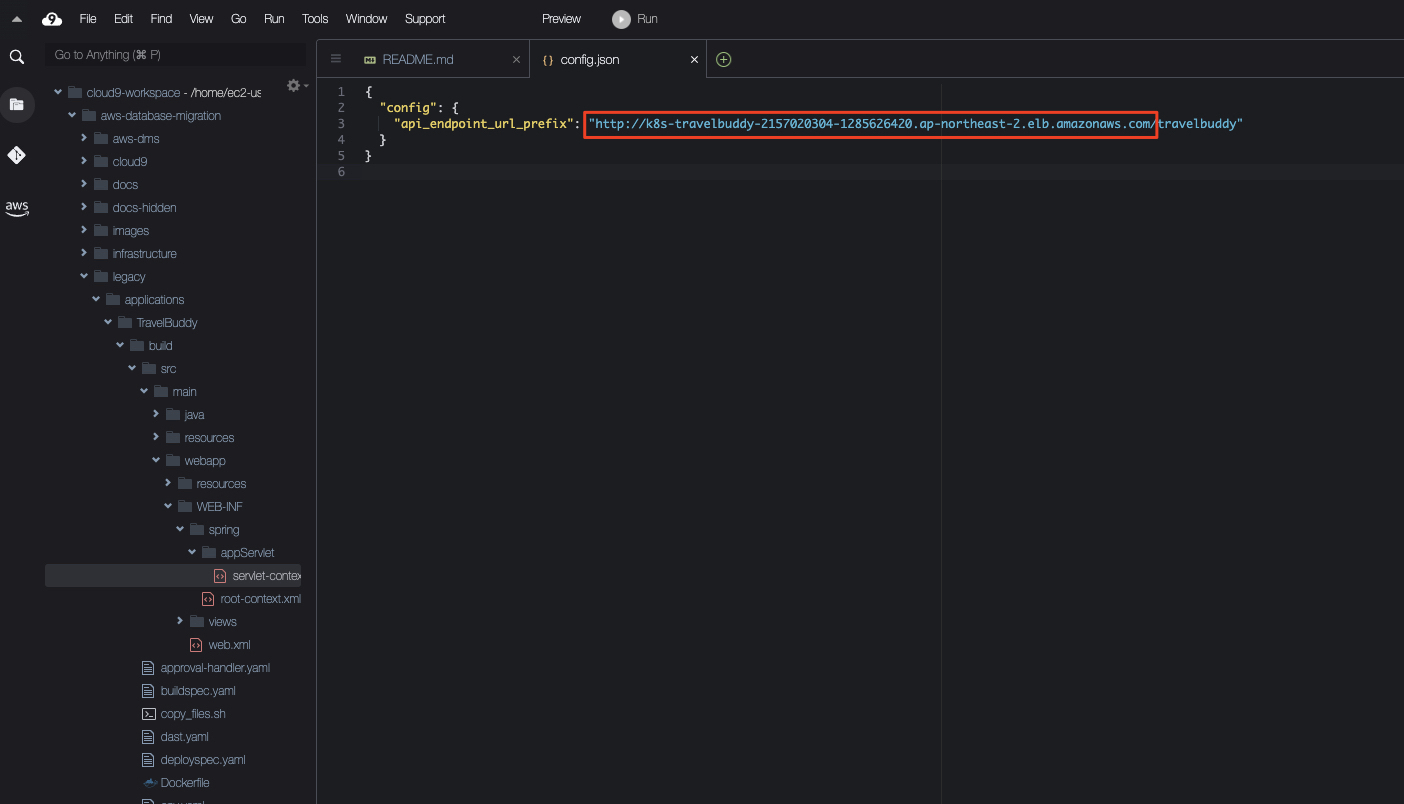 9 File Edit Find View Go Run Tools Window Support Preview Run
Go to Anything (⌘ P)
README.md
{} config.json
cloud9-workspace - /home/ec2-us
aws-database-migration
aws-dms
cloud9
docs
docs-hidden
images
infrastructure
legacy
applications
TravelBuddy
build
src
main
java
resources
webapp
resources
WEB-INF
spring
appServlet
servlet-contex
root-context.xml
views
web.xml
approval-handler.yaml
buildspec.yaml
copy_files.sh
dast.yaml
deployspec.yaml
Dockerfile
aws
1 {
2 "config": {
3 "api_endpoint_url_prefix": "http://k8s-travelbuddy-2157020304-1285626420.ap-northeast-2.elb.amazonaws.com/travelbuddy"
4 }
5 }
6